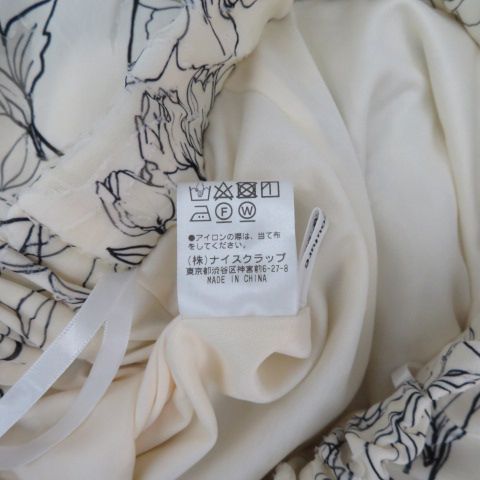 F W
●アイロンの際は、当て布
をしてください。
(株)ナイスクラップ
東京都渋谷区神宮前6-27-8
MADE IN CHINA